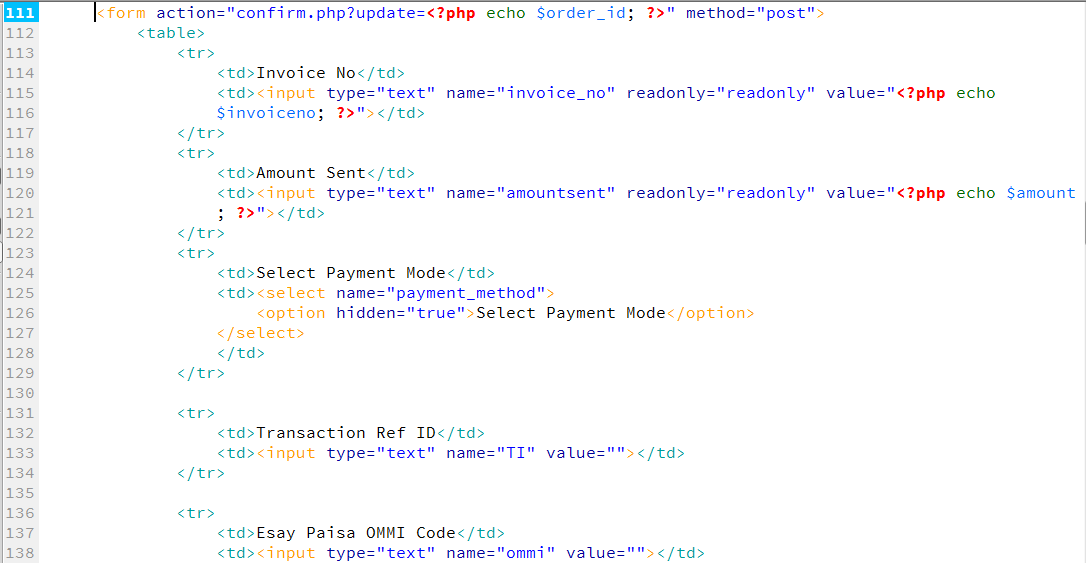 111 <form action="confirm.php?update=<?php echo $order_id; ?>" method="post">
112 <table>
113 <tr>
114 <td>Invoice No</td>
115 <td><input type="text" name="invoice_no" readonly="readonly" value="<?php echo
116 $invoiceno; ?>"></td>
117 </tr>
118 <tr>
119 <td>Amount Sent</td>
120 <td><input type="text" name="amountsent" readonly="readonly" value="<?php echo $amount
121 ; ?>"></td>
122 </tr>
123 <tr>
124 <td>Select Payment Mode</td>
125 <td><select name="payment_method">
126 <option hidden="true">Select Payment Mode</option>
127 </select>
128 </td>
129 </tr>
130
131 <tr>
132 <td>Transaction Ref ID</td>
133 <td><input type="text" name="TI" value=""></td>
134 </tr>
135
136 <tr>
137 <td>Esay Paisa OMMI Code</td>
138 <td><input type="text" name="ommi" value=""></td>